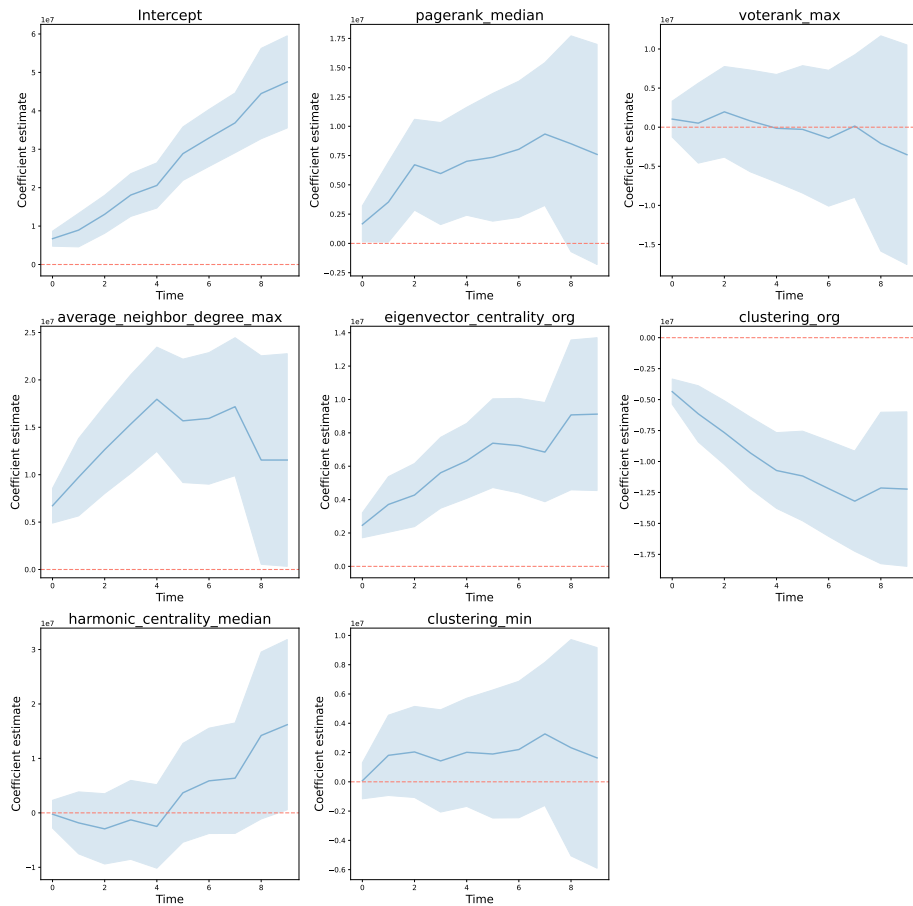 Intercept
1e7
6
5
4
3
2
1
0
Coefficient estimate
0 2 4 6 8
Time
pagerank_median
1e7
1.75
1.50
1.25
1.00
0.75
0.50
0.25
0.00
−0.25
Coefficient estimate
0 2 4 6 8
Time
voterank_max
1e7
1.0
0.5
0.0
−0.5
−1.0
−1.5
Coefficient estimate
0 2 4 6 8
Time
average_neighbor_degree_max
1e7
2.5
2.0
1.5
1.0
0.5
0.0
Coefficient estimate
0 2 4 6 8
Time
eigenvector_centrality_org
1e7
1.4
1.2
1.0
0.8
0.6
0.4
0.2
0.0
Coefficient estimate
0 2 4 6 8
Time
clustering_org
1e7
0.00
−0.25
−0.50
−0.75
−1.00
−1.25
−1.50
−1.75
Coefficient estimate
0 2 4 6 8
Time
harmonic_centrality_median
1e7
3
2
1
0
−1
Coefficient estimate
0 2 4 6 8
Time
clustering_min
1e7
1.0
0.8
0.6
0.4
0.2
0.0
−0.2
−0.4
−0.6
Coefficient estimate
0 2 4 6 8
Time